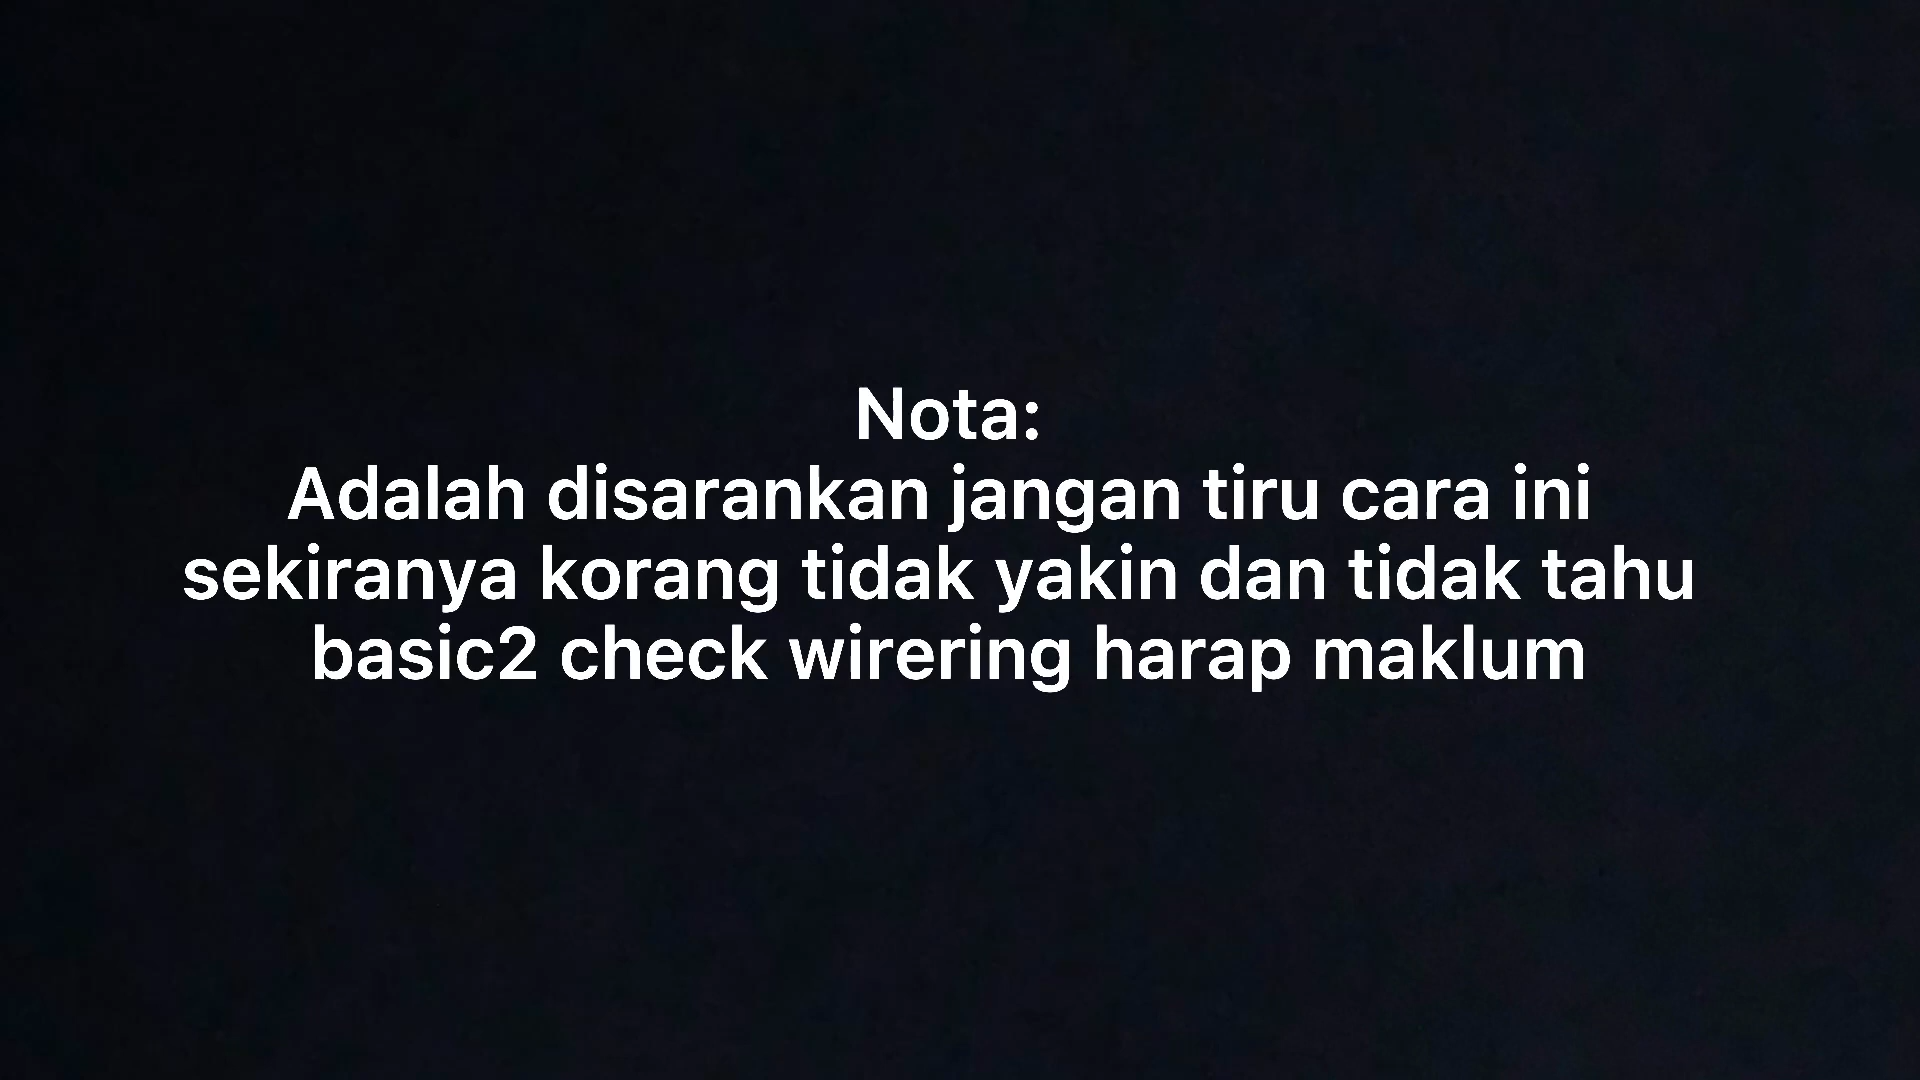 Nota:
Adalah disarankan jangan tiru cara ini
sekiranya korang tidak yakin dan tidak tahu
basic2 check wirering harap maklum